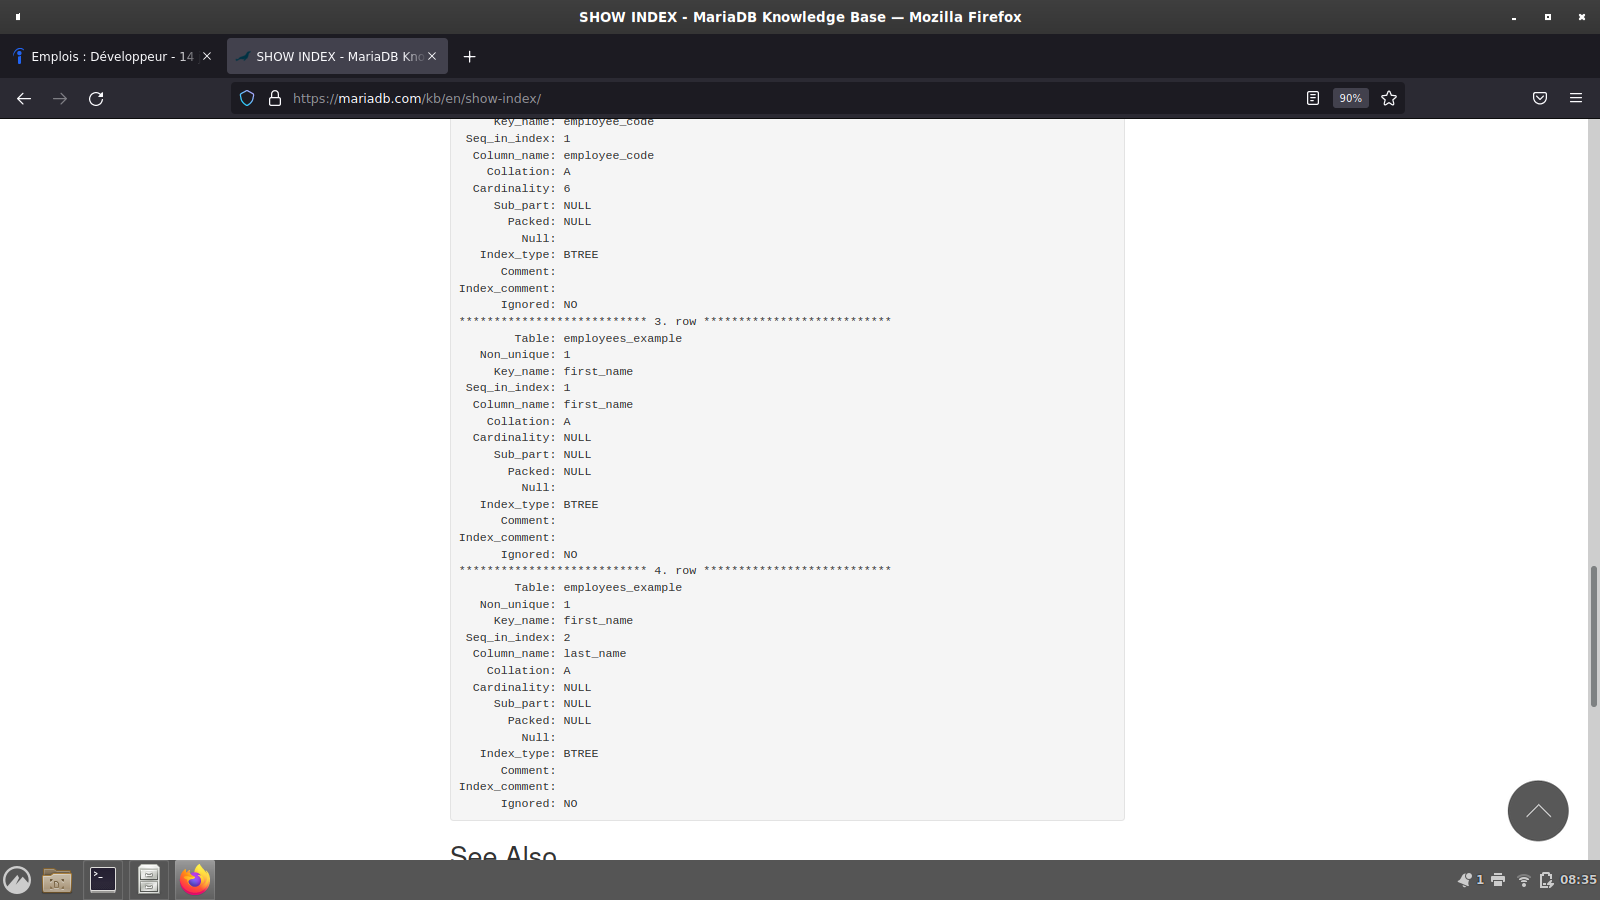 SHOW INDEX - MariaDB Knowledge Base — Mozilla Firefox
Emplois : Développeur - 14
SHOW INDEX - MariaDB Kno
https://mariadb.com/kb/en/show-index/
90%
Key_name: employee_code
Seq_in_index: 1
Column_name: employee_code
Collation: A
Cardinality: 6
Sub_part: NULL
Packed: NULL
Null:
Index_type: BTREE
Comment:
Index_comment:
Ignored: NO
*************************** 3. row ***************************
Table: employees_example
Non_unique: 1
Key_name: first_name
Seq_in_index: 1
Column_name: first_name
Collation: A
Cardinality: NULL
Sub_part: NULL
Packed: NULL
Null:
Index_type: BTREE
Comment:
Index_comment:
Ignored: NO
*************************** 4. row ***************************
Table: employees_example
Non_unique: 1
Key_name: first_name
Seq_in_index: 2
Column_name: last_name
Collation: A
Cardinality: NULL
Sub_part: NULL
Packed: NULL
Null:
Index_type: BTREE
Comment:
Index_comment:
Ignored: NO
See Also
1
08:35